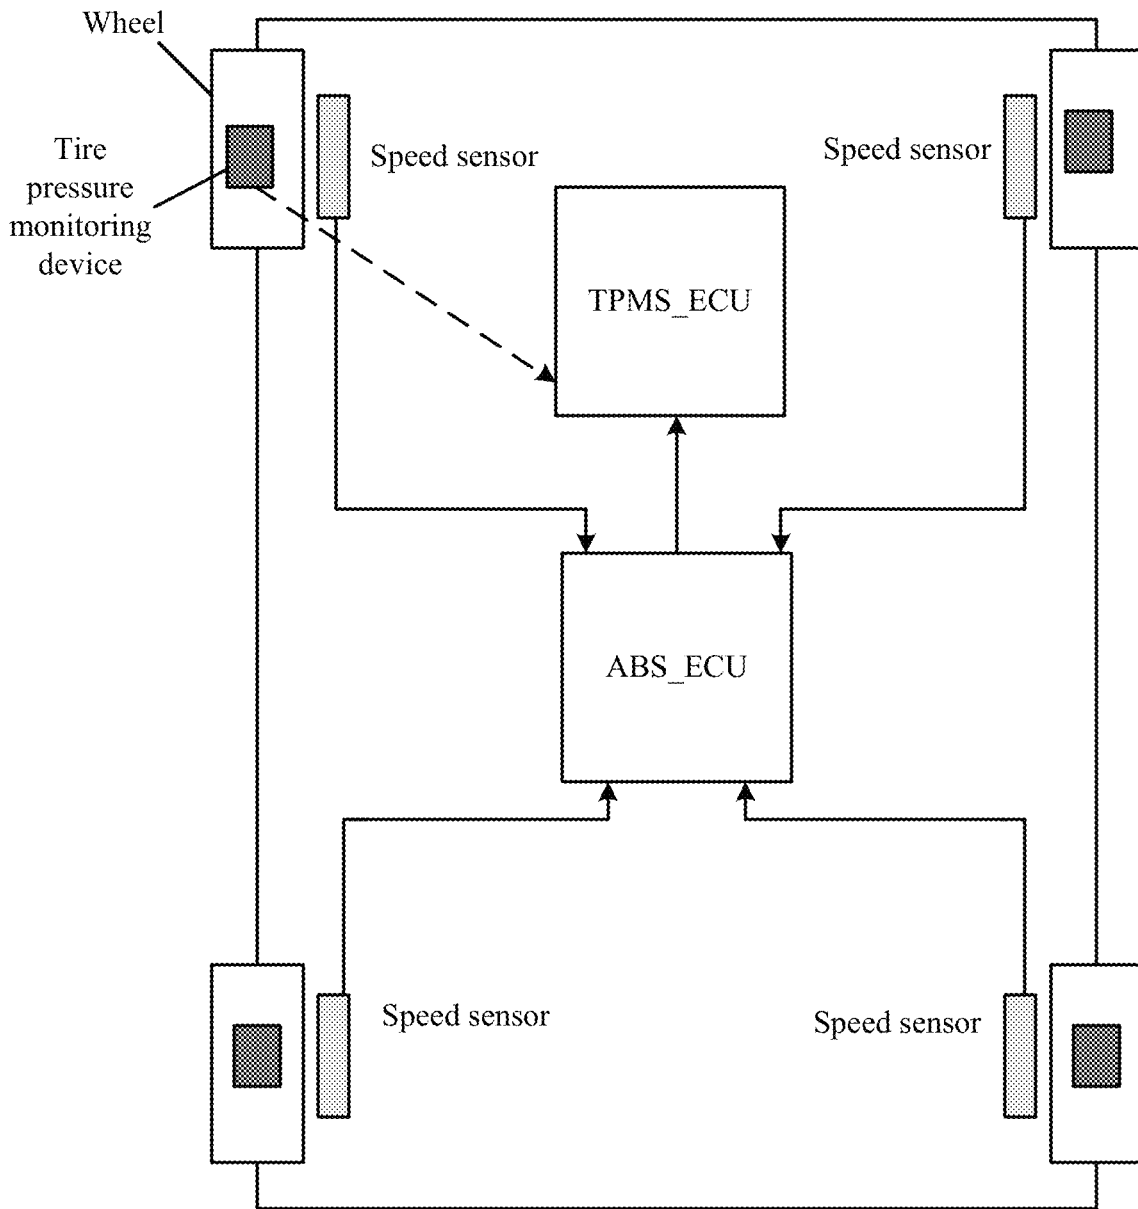 Wheel
Tire
pressure
monitoring
device
Speed sensor
Speed sensor
TPMS_ECU
ABS_ECU
Speed sensor
Speed sensor